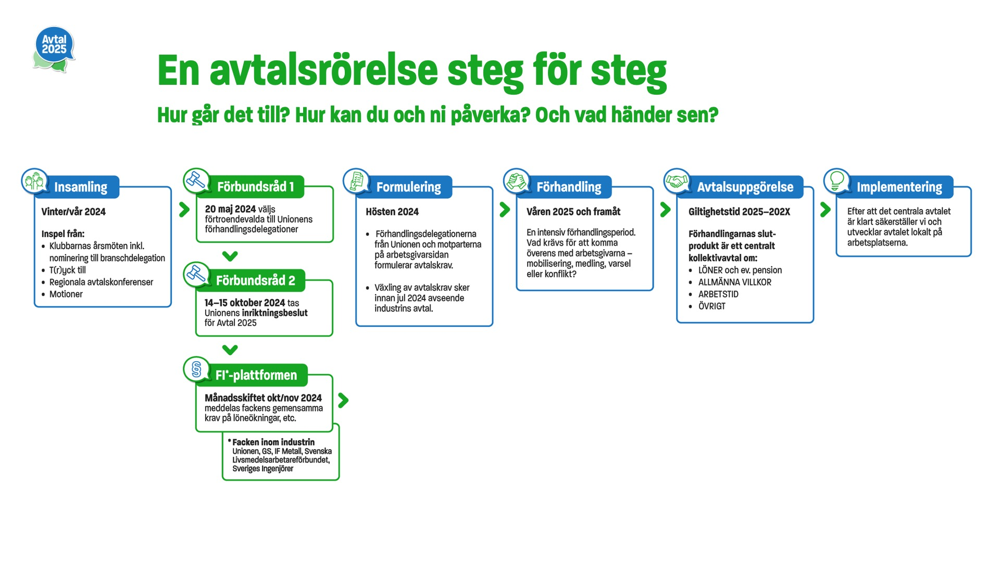 Avtal
2025
En avtalsrörelse steg för steg
Hur går det till? Hur kan du och ni påverka? Och vad händer sen?
Insamling
Vinter/vår 2024
Inspel från:
• Klubbarnas årsmöten inkl.
nominering till branschdelegation
• T(r)yck till
• Regionala avtalskonferenser
• Motioner
Förbundsråd 1
20 maj 2024 väljs
förtroendevalda till Unionens
förhandlingsdelegationer
Förbundsråd 2
14–15 oktober 2024 tas
Unionens inriktningsbeslut
för Avtal 2025
§
FI*-plattformen
Månadsskiftet okt/nov 2024
meddelas fackens gemensamma
krav på löneökningar, etc.
* Facken inom industrin
Unionen, GS, IF Metall, Svenska
Livsmedelsarbetareförbundet,
Sveriges Ingenjörer
Formulering
Hösten 2024
• Förhandlingsdelegationerna
från Unionen och motparterna
på arbetsgivarsidan
formulerar avtalskrav.
• Växling av avtalskrav sker
innan jul 2024 avseende
industrins avtal.
Förhandling
Våren 2025 och framåt
En intensiv förhandlingsperiod.
Vad krävs för att komma
överens med arbetsgivarna –
mobilisering, medling, varsel
eller konflikt?
Avtalsuppgörelse
Giltighetstid 2025–202X
Förhandlingarnas slut-
produkt är ett centralt
kollektivavtal om:
• LÖNER och ev. pension
• ALLMÄNNA VILLKOR
• ARBETSTID
• ÖVRIGT
Implementering
Efter att det centrala avtalet
är klart säkerställer vi och
utvecklar avtalet lokalt på
arbetsplatserna.